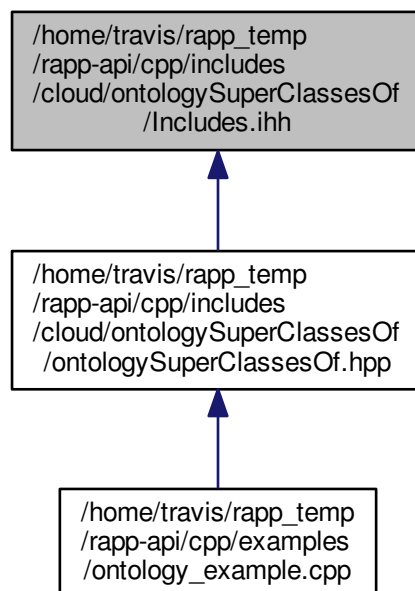 /home/travis/rapp_temp
/rapp-api/cpp/includes
/cloud/ontologySuperClassesOf
/Includes.ihh
/home/travis/rapp_temp
/rapp-api/cpp/includes
/cloud/ontologySuperClassesOf
/ontologySuperClassesOf.hpp
/home/travis/rapp_temp
/rapp-api/cpp/examples
/ontology_example.cpp